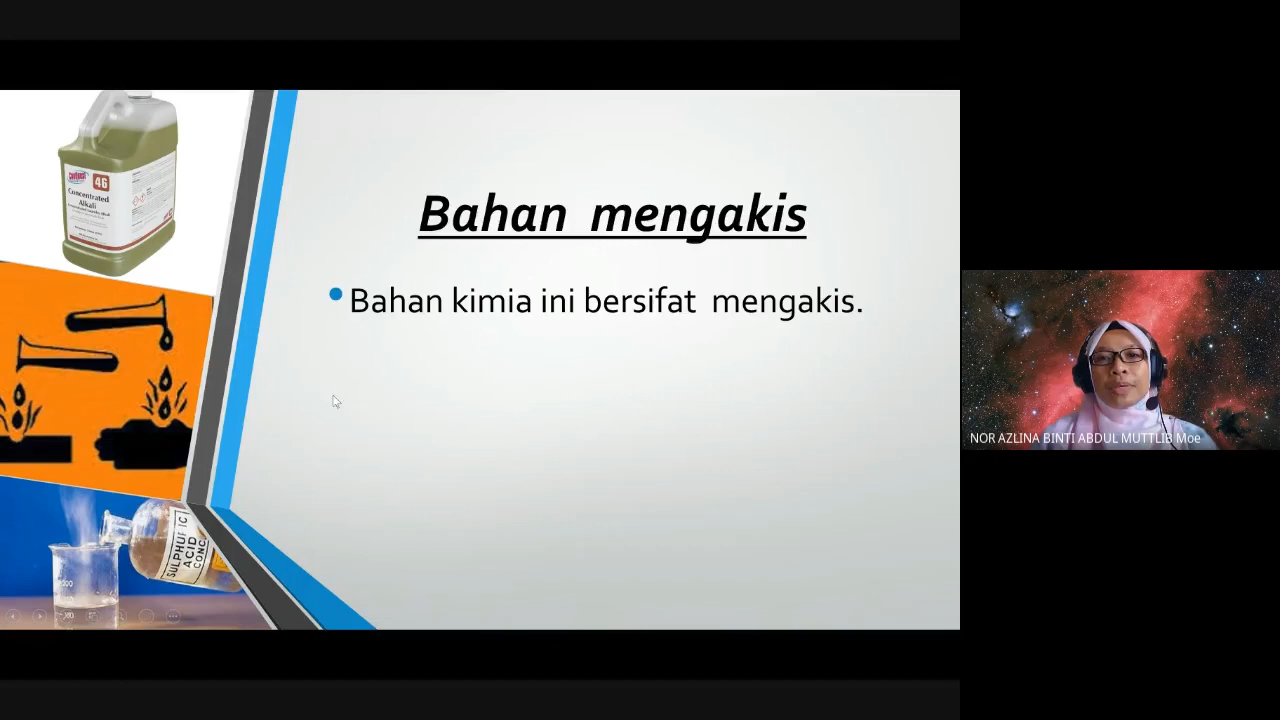 Bahan mengakis
Bahan kimia ini bersifat mengakis.
46
Concentrated
Alkali
SULPHURIC
ACID
CONC
NOR AZLINA BINTI ABDUL MUTTLIB Moe